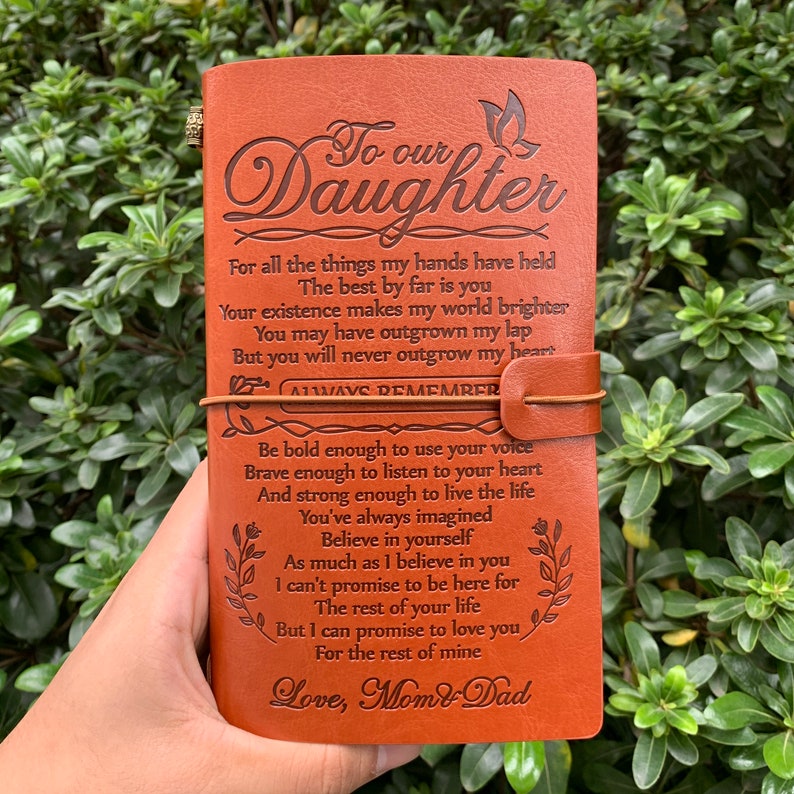 To our
Daughter
For all the things my hands have held
The best by far is you
Your existence makes my world brighter
You may have outgrown my lap
But you will never outgrow my heart
ALWAYS REMEMBER
Be bold enough to use your voice
Brave enough to listen to your heart
And strong enough to live the life
You've always imagined
Believe in yourself
As much as I believe in you
I can't promise to be here for
The rest of your life
But I can promise to love you
For the rest of mine
Love, Mom&Dad